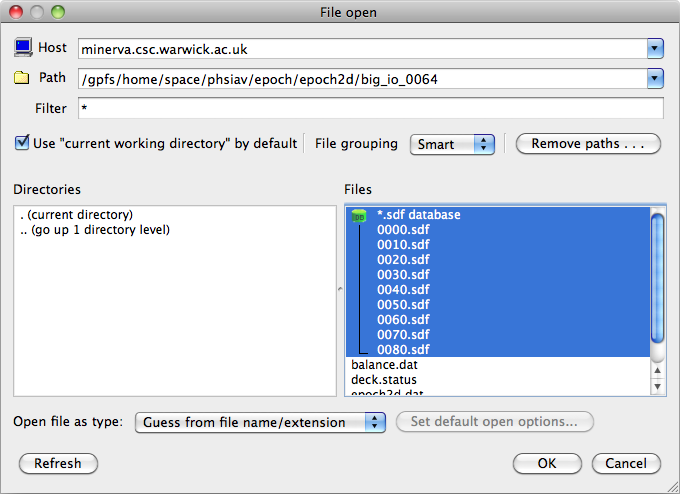 File open
Host
minerva.csc.warwick.ac.uk
Path
/gpfs/home/space/phsiav/epoch/epoch2d/big_io_0064
Filter
*
Use "current working directory" by default
File grouping
Smart
Remove paths . . .
Directories
Files
. (current directory)
.. (go up 1 directory level)
*.sdf database
0000.sdf
0010.sdf
0020.sdf
0030.sdf
0040.sdf
0050.sdf
0060.sdf
0070.sdf
0080.sdf
balance.dat
deck.status
epoch2d.dat
Open file as type:
Guess from file name/extension
Set default open options...
Refresh
OK
Cancel